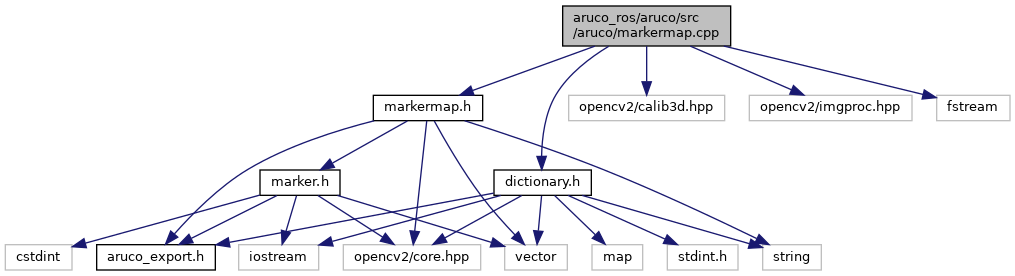 aruco_ros/aruco/src
/aruco/markermap.cpp
markermap.h
opencv2/calib3d.hpp
opencv2/imgproc.hpp
fstream
marker.h
dictionary.h
cstdint
aruco_export.h
iostream
opencv2/core.hpp
vector
map
stdint.h
string